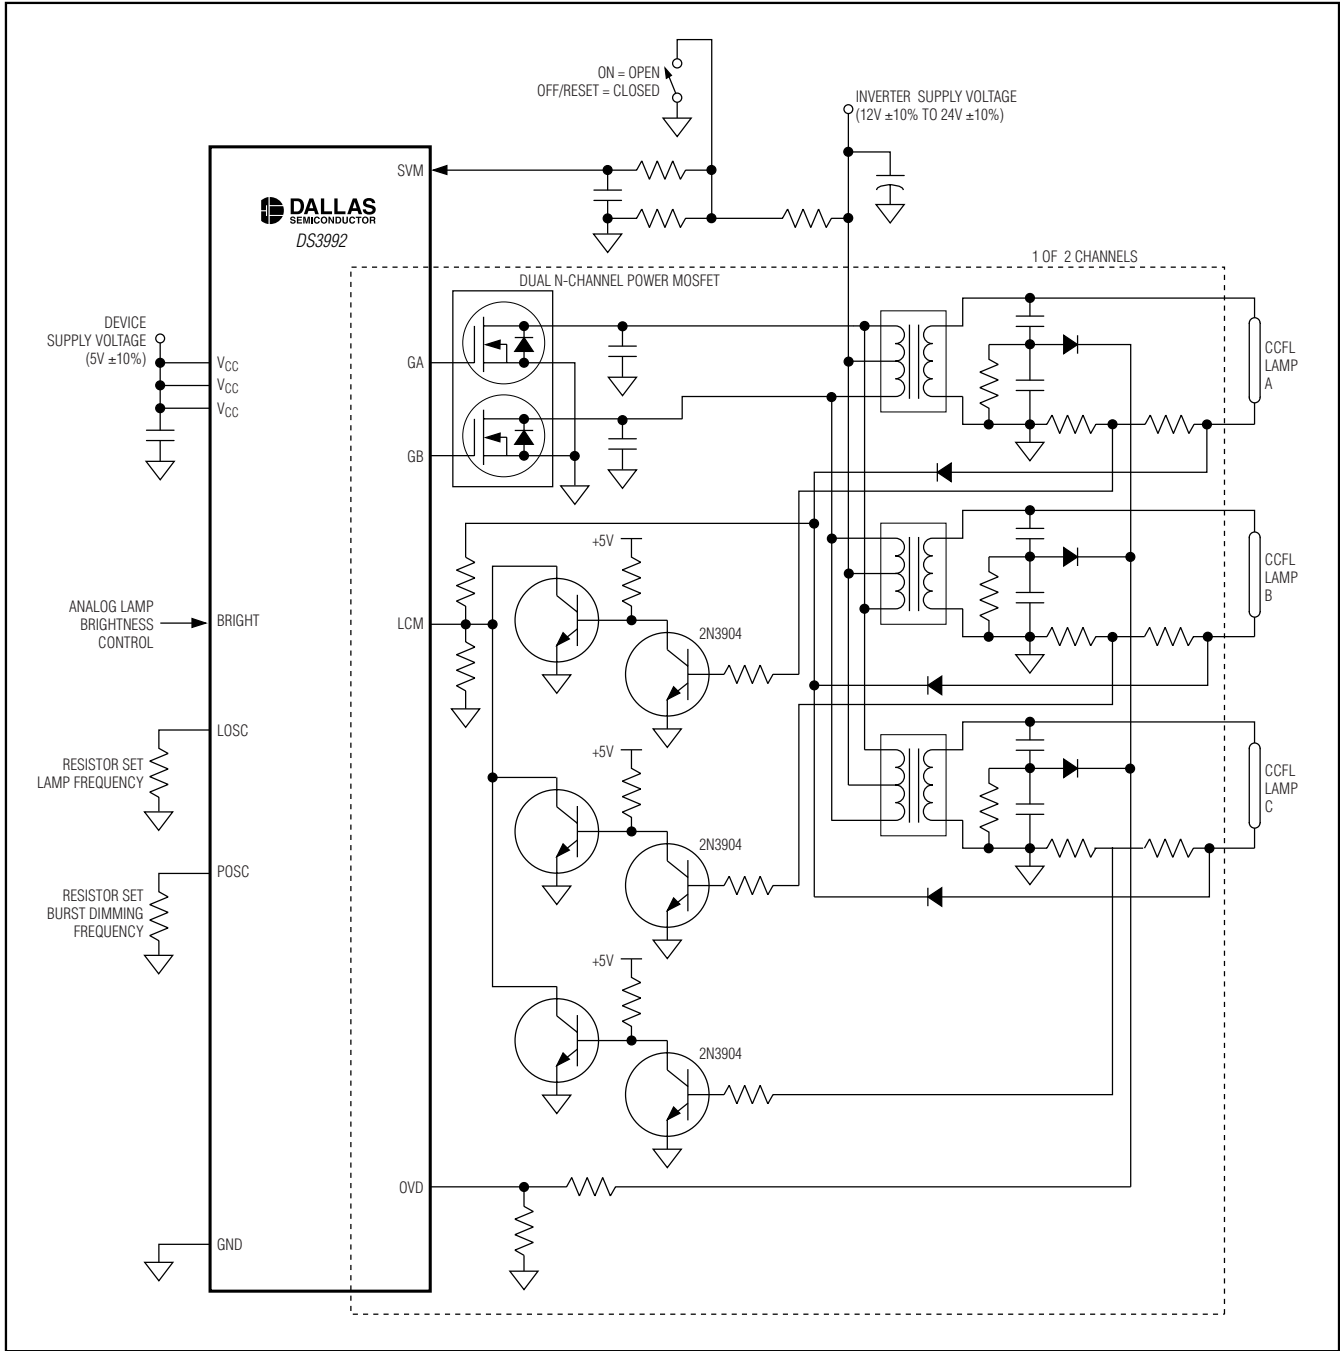 ON = OPEN
OFF/RESET = CLOSED
INVERTER SUPPLY VOLTAGE
(12V ±10% TO 24V ±10%)
SVM
DALLAS
SEMICONDUCTOR
DS3992
1 OF 2 CHANNELS
DUAL N-CHANNEL POWER MOSFET
DEVICE
SUPPLY VOLTAGE
(5V ±10%)
VCC
VCC
VCC
GA
GB
CCFL
LAMP
A
+5V
2N3904
CCFL
LAMP
B
ANALOG LAMP
BRIGHTNESS
CONTROL
BRIGHT
LCM
LOSC
RESISTOR SET
LAMP FREQUENCY
+5V
2N3904
CCFL
LAMP
C
POSC
RESISTOR SET
BURST DIMMING
FREQUENCY
+5V
2N3904
OVD
GND